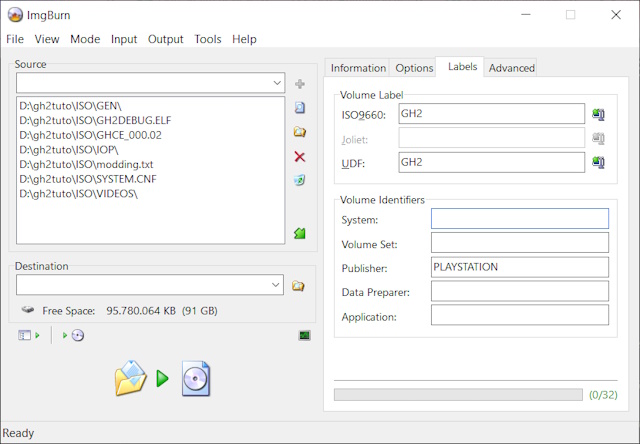 ImgBurn
File View Mode Input Output Tools Help
Source
D:\gh2tuto\ISO\GEN\
D:\gh2tuto\ISO\GH2DEBUG.ELF
D:\gh2tuto\ISO\GHCE_000.02
D:\gh2tuto\ISO\IOP\
D:\gh2tuto\ISO\modding.txt
D:\gh2tuto\ISO\SYSTEM.CNF
D:\gh2tuto\ISO\VIDEOS\
Destination
Free Space: 95.780.064 KB (91 GB)
Information Options Labels Advanced
Volume Label
ISO9660: GH2
Joliet:
UDF: GH2
Volume Identifiers
System:
Volume Set:
Publisher: PLAYSTATION
Data Preparer:
Application:
(0/32)
Ready